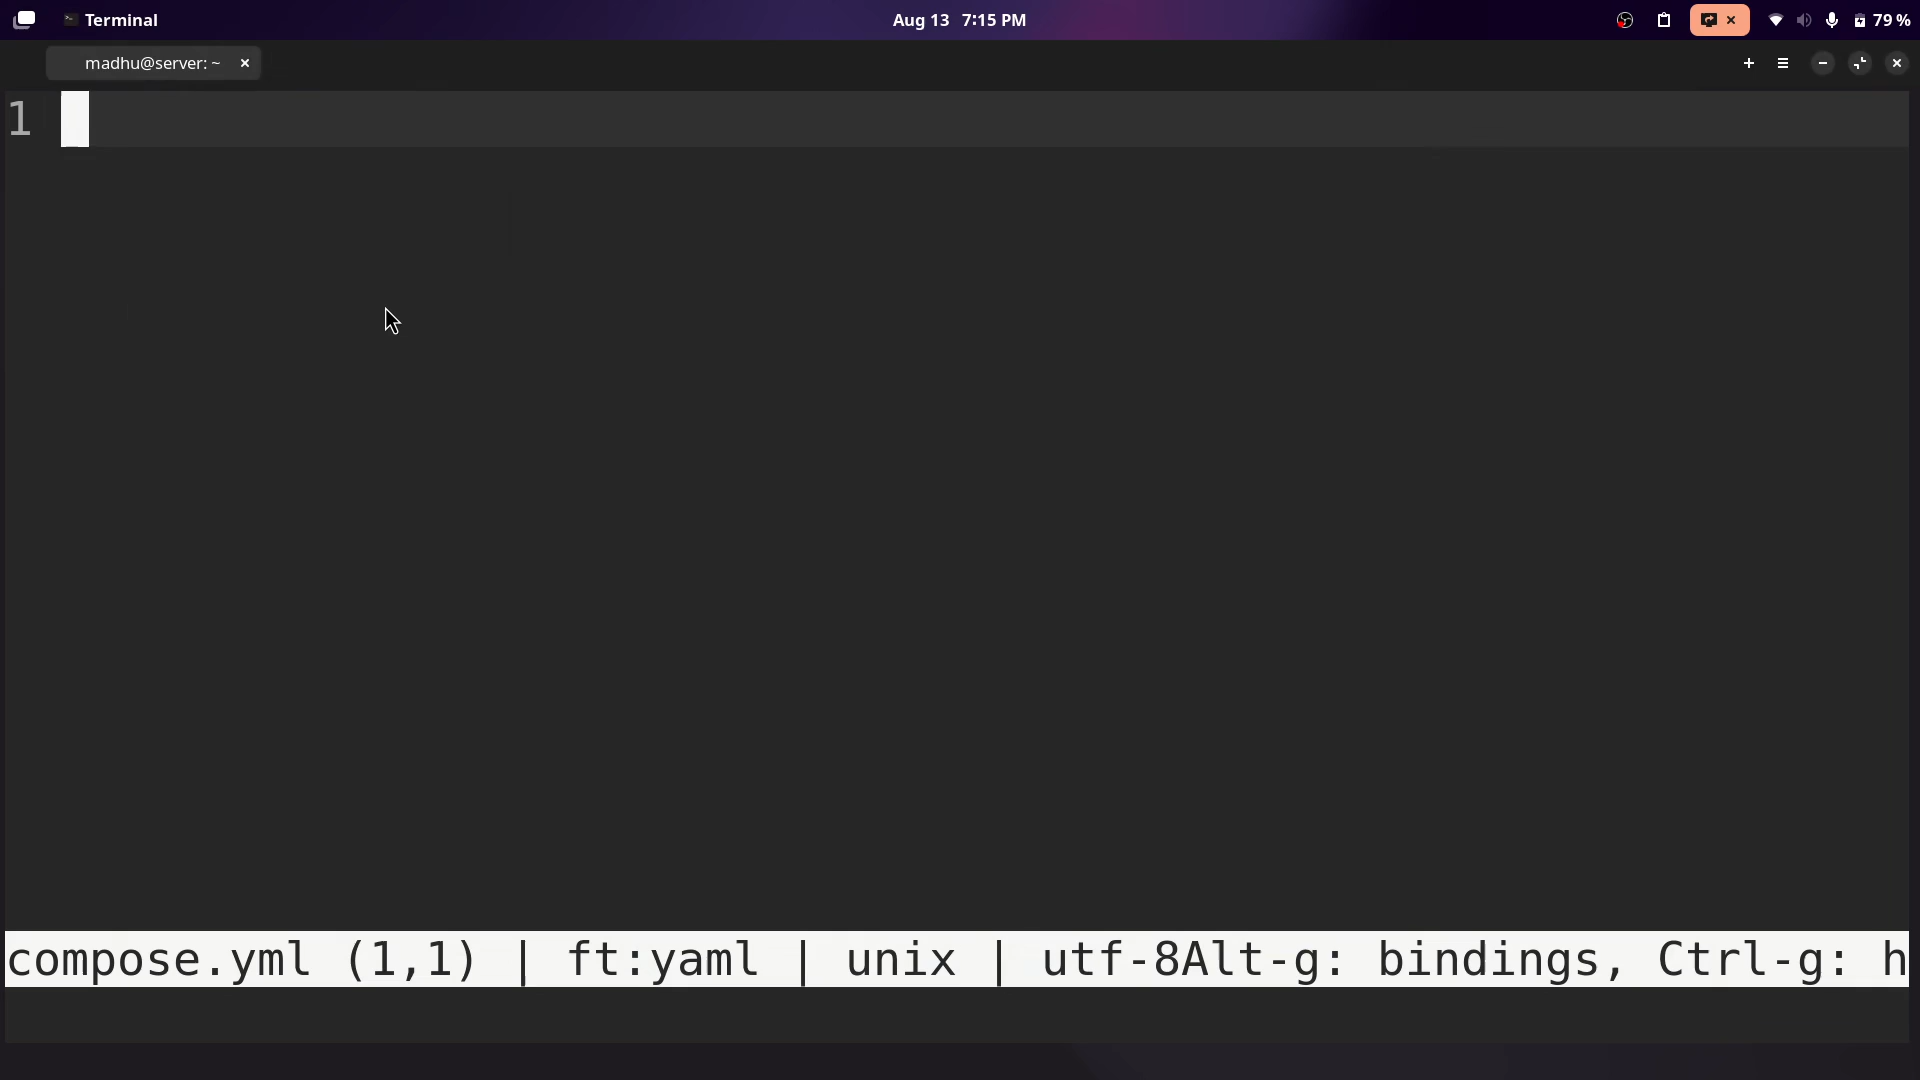 Terminal
Aug 13 7:15 PM
79 %
madhu@server: ~
1
compose.yml (1,1) | ft:yaml | unix | utf-8Alt-g: bindings, Ctrl-g: h